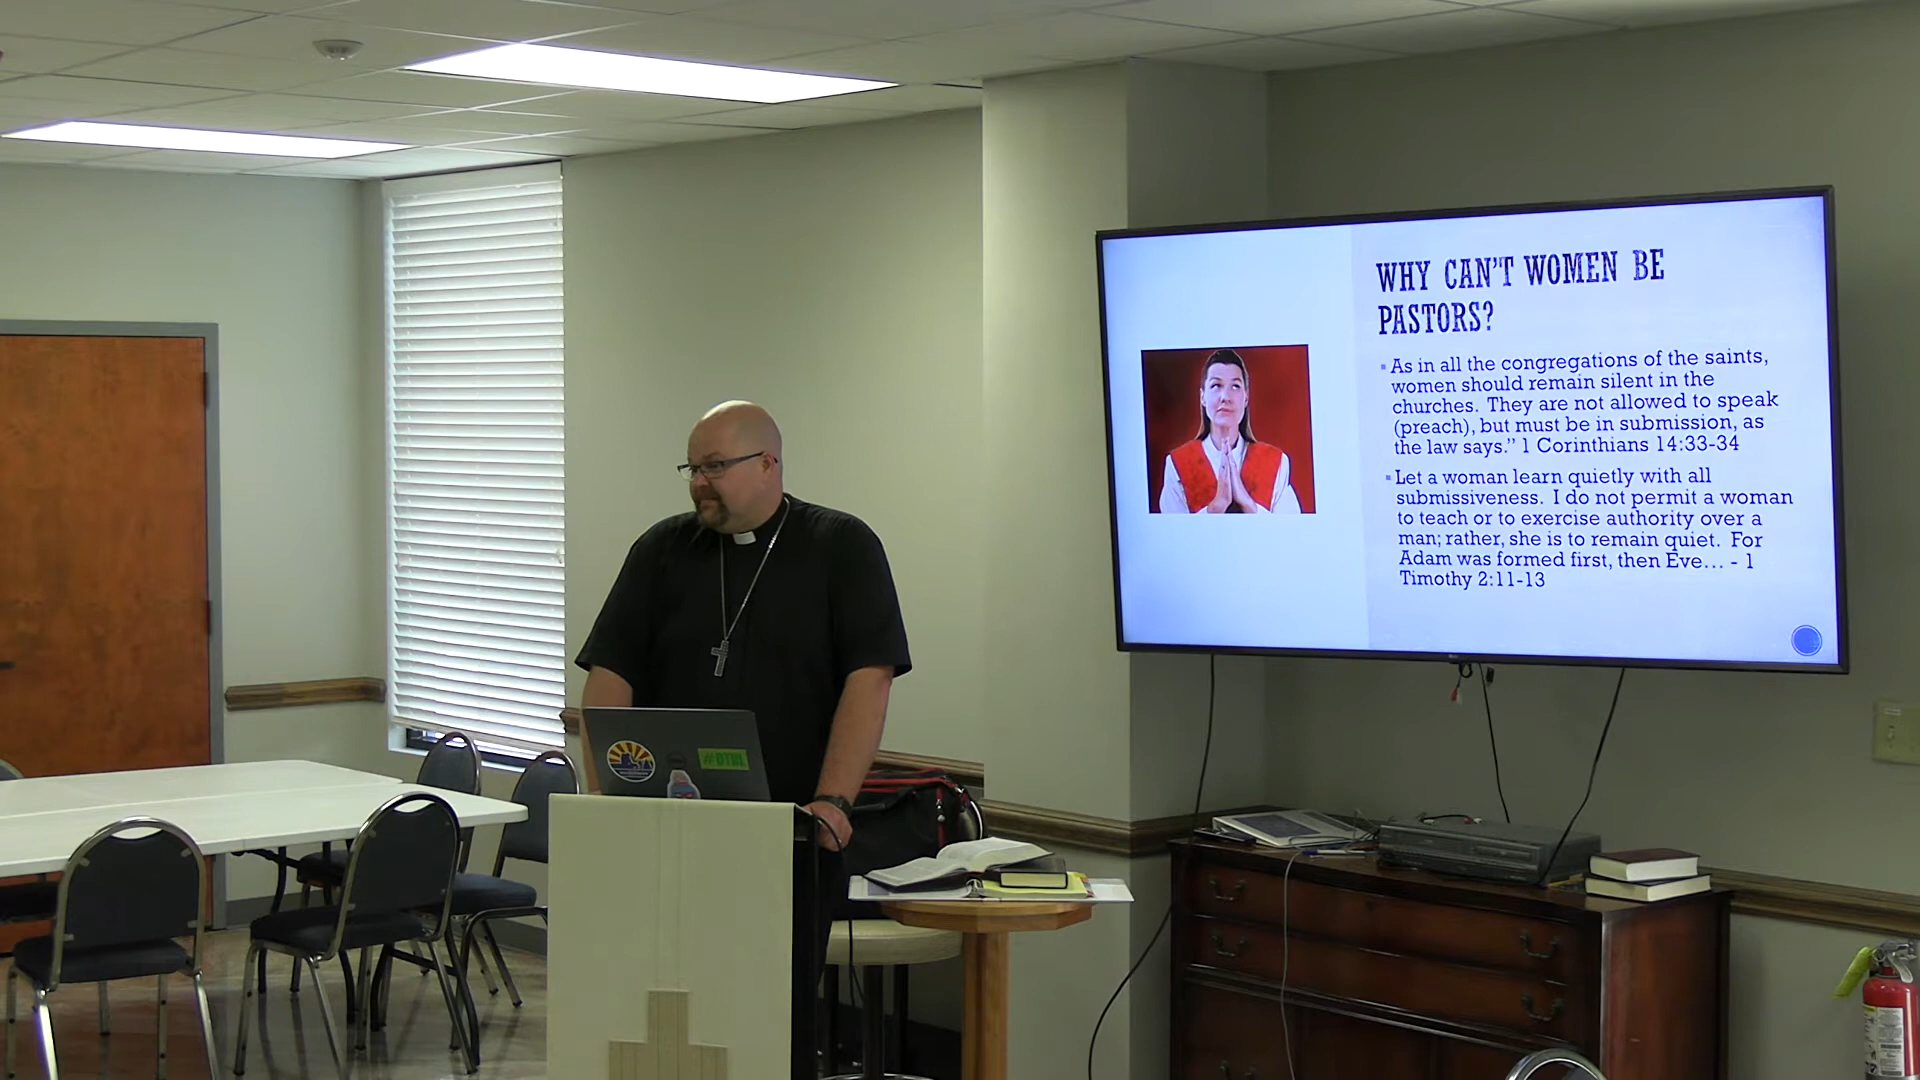 WHY CAN'T WOMEN BE
PASTORS?
As in all the congregations of the saints,
women should remain silent in the
churches. They are not allowed to speak
(preach), but must be in submission, as
the law says." 1 Corinthians 14:33-34
Let a woman learn quietly with all
submissiveness. I do not permit a woman
to teach or to exercise authority over a
man; rather, she is to remain quiet. For
Adam was formed first, then Eve... - 1
Timothy 2:11-13